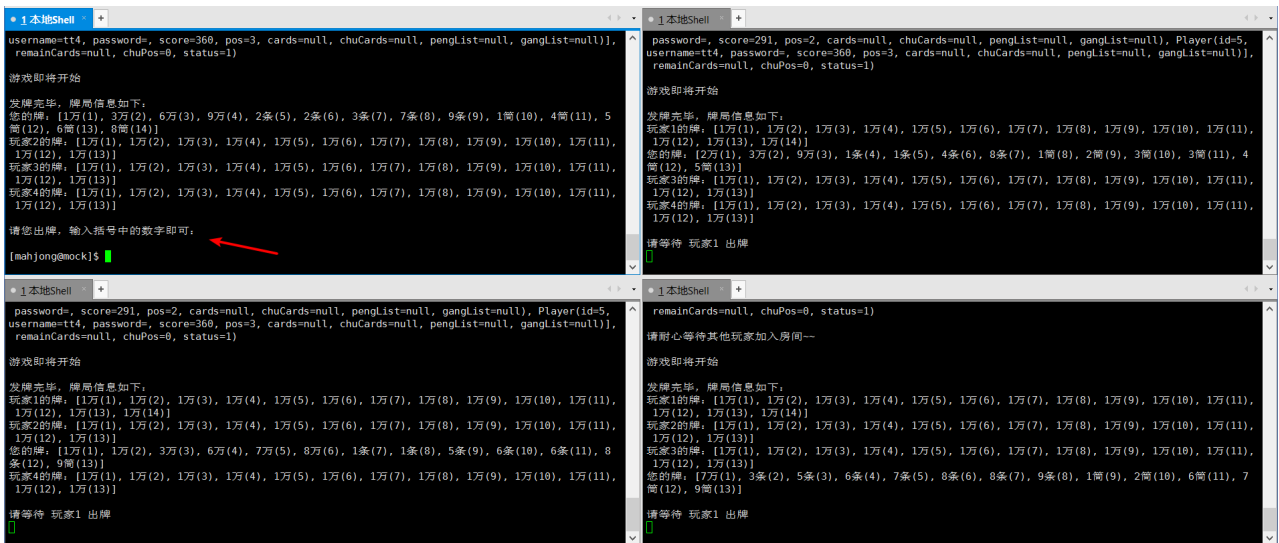 1 本地Shell × +
username=tt4, password=, score=360, pos=3, cards=null, chuCards=null, pengList=null, gangList=null)],
remainCards=null, chuPos=0, status=1)
游戏即将开始
发牌完毕，牌局信息如下：
您的牌：[1万(1), 3万(2), 6万(3), 9万(4), 2条(5), 2条(6), 3条(7), 7条(8), 9条(9), 1筒(10), 4筒(11), 5
筒(12), 6筒(13), 8筒(14)]
玩家2的牌：[1万(1), 1万(2), 1万(3), 1万(4), 1万(5), 1万(6), 1万(7), 1万(8), 1万(9), 1万(10), 1万(11),
1万(12), 1万(13)]
玩家3的牌：[1万(1), 1万(2), 1万(3), 1万(4), 1万(5), 1万(6), 1万(7), 1万(8), 1万(9), 1万(10), 1万(11),
1万(12), 1万(13)]
玩家4的牌：[1万(1), 1万(2), 1万(3), 1万(4), 1万(5), 1万(6), 1万(7), 1万(8), 1万(9), 1万(10), 1万(11),
1万(12), 1万(13)]
请您出牌，输入括号中的数字即可：
[mahjong@mock]$
1 本地Shell × +
password=, score=291, pos=2, cards=null, chuCards=null, pengList=null, gangList=null), Player(id=5,
username=tt4, password=, score=360, pos=3, cards=null, chuCards=null, pengList=null, gangList=null)],
remainCards=null, chuPos=0, status=1)
游戏即将开始
发牌完毕，牌局信息如下：
玩家1的牌：[1万(1), 1万(2), 1万(3), 1万(4), 1万(5), 1万(6), 1万(7), 1万(8), 1万(9), 1万(10), 1万(11),
1万(12), 1万(13), 1万(14)]
您的牌：[2万(1), 3万(2), 9万(3), 1条(4), 1条(5), 4条(6), 8条(7), 1筒(8), 2筒(9), 3筒(10), 3筒(11), 4
筒(12), 5筒(13)]
玩家3的牌：[1万(1), 1万(2), 1万(3), 1万(4), 1万(5), 1万(6), 1万(7), 1万(8), 1万(9), 1万(10), 1万(11),
1万(12), 1万(13)]
玩家4的牌：[1万(1), 1万(2), 1万(3), 1万(4), 1万(5), 1万(6), 1万(7), 1万(8), 1万(9), 1万(10), 1万(11),
1万(12), 1万(13)]
请等待 玩家1 出牌
1 本地Shell × +
password=, score=291, pos=2, cards=null, chuCards=null, pengList=null, gangList=null), Player(id=5,
username=tt4, password=, score=360, pos=3, cards=null, chuCards=null, pengList=null, gangList=null)],
remainCards=null, chuPos=0, status=1)
游戏即将开始
发牌完毕，牌局信息如下：
玩家1的牌：[1万(1), 1万(2), 1万(3), 1万(4), 1万(5), 1万(6), 1万(7), 1万(8), 1万(9), 1万(10), 1万(11),
1万(12), 1万(13), 1万(14)]
玩家2的牌：[1万(1), 1万(2), 1万(3), 1万(4), 1万(5), 1万(6), 1万(7), 1万(8), 1万(9), 1万(10), 1万(11),
1万(12), 1万(13)]
您的牌：[1万(1), 1万(2), 3万(3), 6万(4), 7万(5), 8万(6), 1条(7), 1条(8), 5条(9), 6条(10), 6条(11), 8
条(12), 9筒(13)]
玩家4的牌：[1万(1), 1万(2), 1万(3), 1万(4), 1万(5), 1万(6), 1万(7), 1万(8), 1万(9), 1万(10), 1万(11),
1万(12), 1万(13)]
请等待 玩家1 出牌
1 本地Shell × +
remainCards=null, chuPos=0, status=1)
请耐心等待其他玩家加入房间~~
游戏即将开始
发牌完毕，牌局信息如下：
玩家1的牌：[1万(1), 1万(2), 1万(3), 1万(4), 1万(5), 1万(6), 1万(7), 1万(8), 1万(9), 1万(10), 1万(11),
1万(12), 1万(13), 1万(14)]
玩家2的牌：[1万(1), 1万(2), 1万(3), 1万(4), 1万(5), 1万(6), 1万(7), 1万(8), 1万(9), 1万(10), 1万(11),
1万(12), 1万(13)]
玩家3的牌：[1万(1), 1万(2), 1万(3), 1万(4), 1万(5), 1万(6), 1万(7), 1万(8), 1万(9), 1万(10), 1万(11),
1万(12), 1万(13)]
您的牌：[7万(1), 3条(2), 5条(3), 6条(4), 7条(5), 8条(6), 8条(7), 9条(8), 1筒(9), 2筒(10), 6筒(11), 7
筒(12), 9筒(13)]
请等待 玩家1 出牌